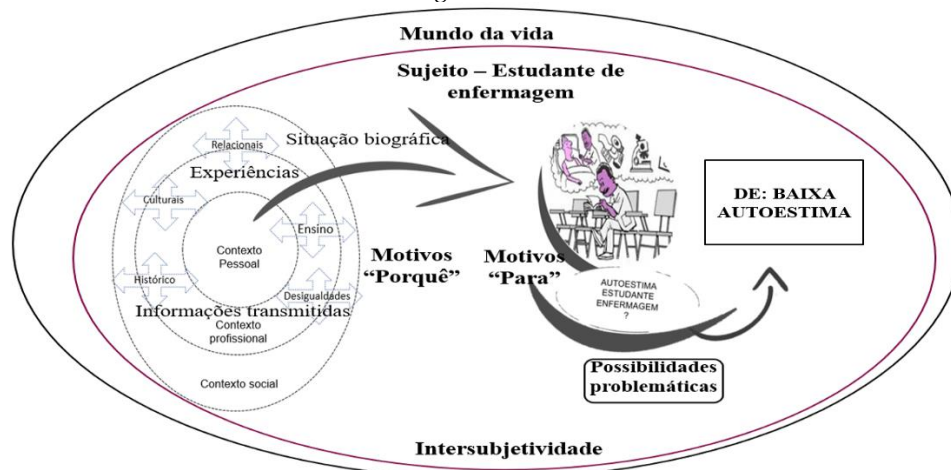 Mundo da vida
Sujeito – Estudante de
enfermagem
Situação biográfica
Relacionais
Experiências
Culturais
Ensino
Contexto
Pessoal
Histórico
Desigualdades
Informações transmitidas
Contexto
profissional
Contexto social
Motivos
“Porquê”
Motivos
“Para”
AUTOESTIMA
ESTUDANTE
ENFERMAGEM
?
DE: BAIXA
AUTOESTIMA
Possibilidades
problemáticas
Intersubjetividade